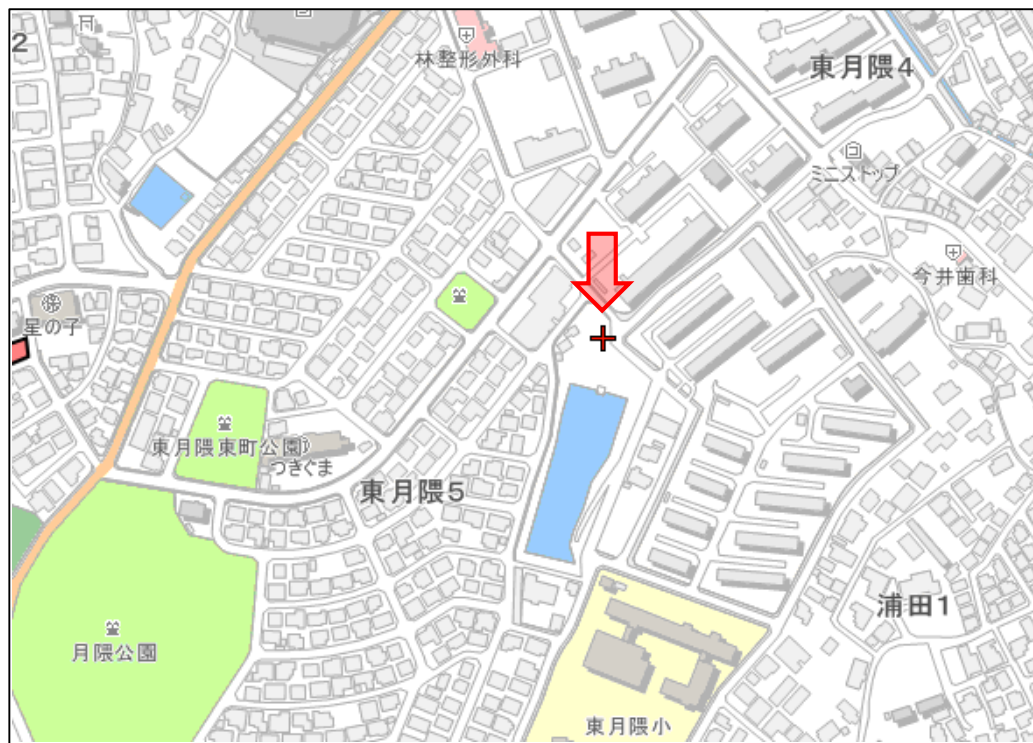 2
林整形外科
東月隈4
ミニストップ
今井歯科
星の子
東月隈東町公園
つきぐま
東月隈5
浦田1
月隈公園
東月隈小